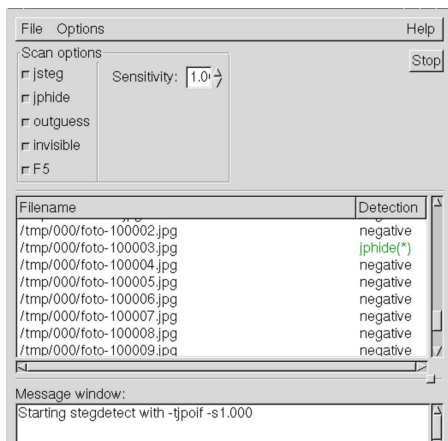 File Options Help
Scan options
Stop
jsteg
Sensitivity: 1.0
jphide
outguess
invisible
F5
Filename Detection
/tmp/000/foto-100002.jpg negative
/tmp/000/foto-100003.jpg jphide(*)
/tmp/000/foto-100004.jpg negative
/tmp/000/foto-100005.jpg negative
/tmp/000/foto-100006.jpg negative
/tmp/000/foto-100007.jpg negative
/tmp/000/foto-100008.jpg negative
/tmp/000/foto-100009.jpg negative
Message window:
Starting stegdetect with -tjpoif -s1.000